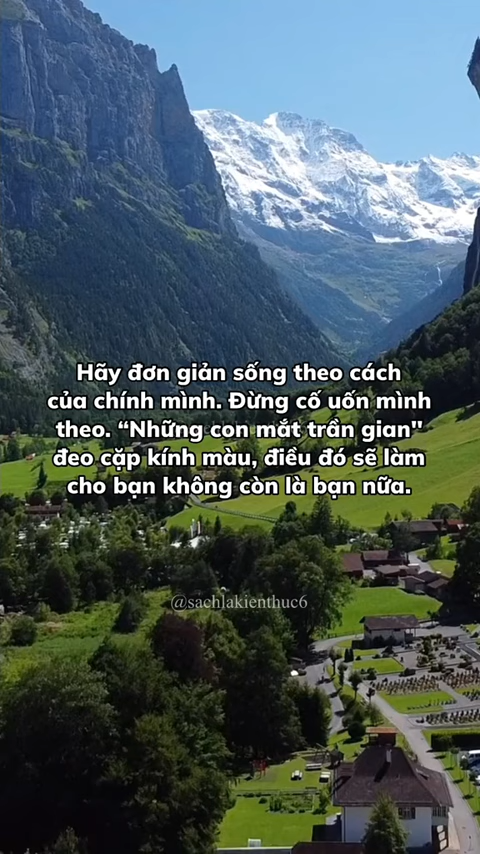 Hãy đơn giản sống theo cách
của chính mình. Đừng cố uốn mình
theo. “Những con mắt trần gian"
đeo cặp kính màu, điều đó sẽ làm
cho bạn không còn là bạn nữa.
@sachlakienthuc6